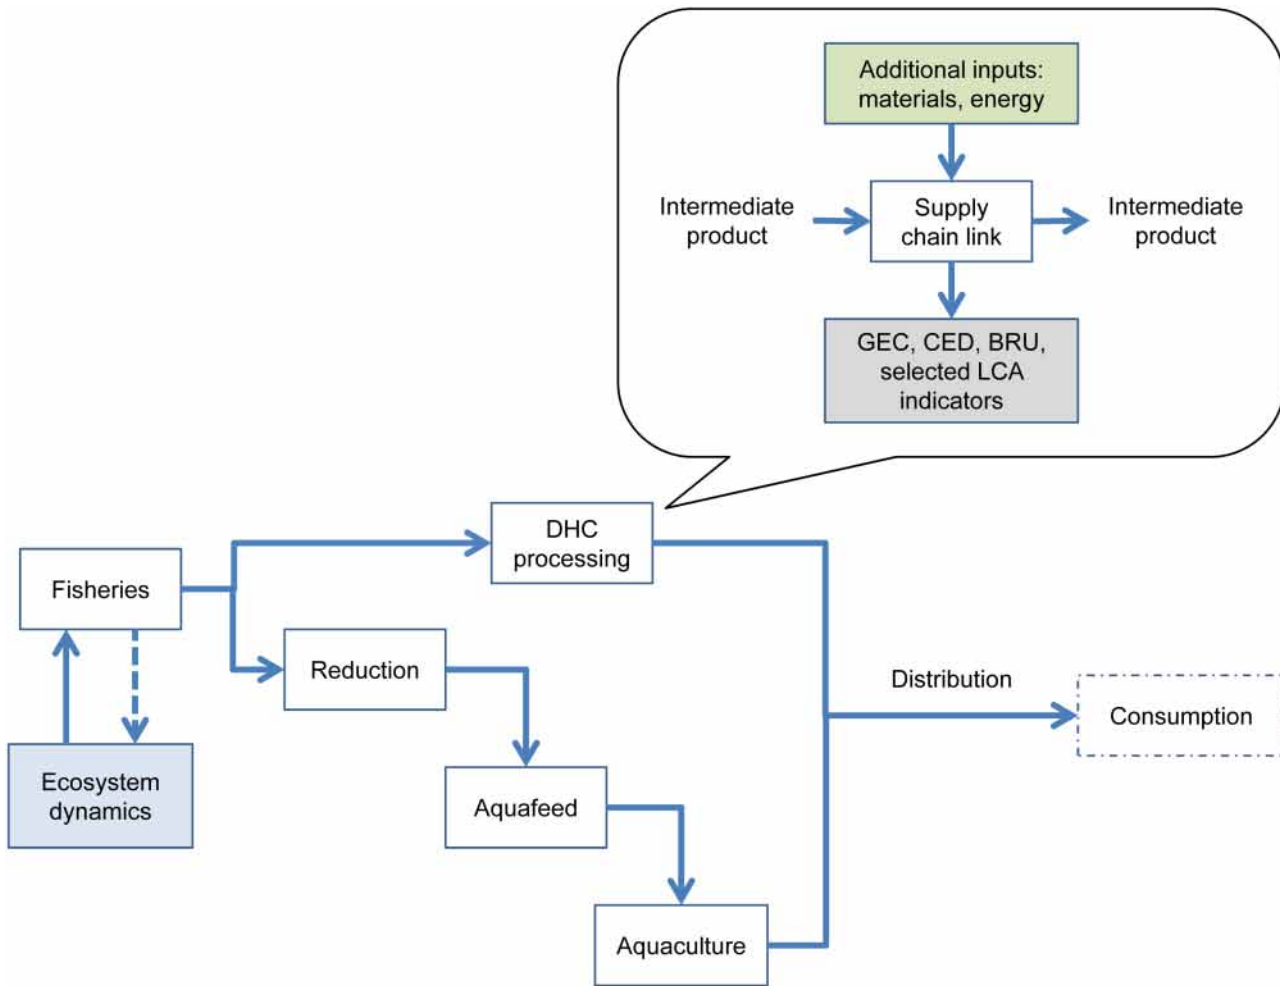 Additional inputs:
materials, energy
Intermediate
product
Supply
chain link
Intermediate
product
GEC, CED, BRU,
selected LCA
indicators
DHC
processing
Fisheries
Reduction
Distribution
Consumption
Ecosystem
dynamics
Aquafeed
Aquaculture